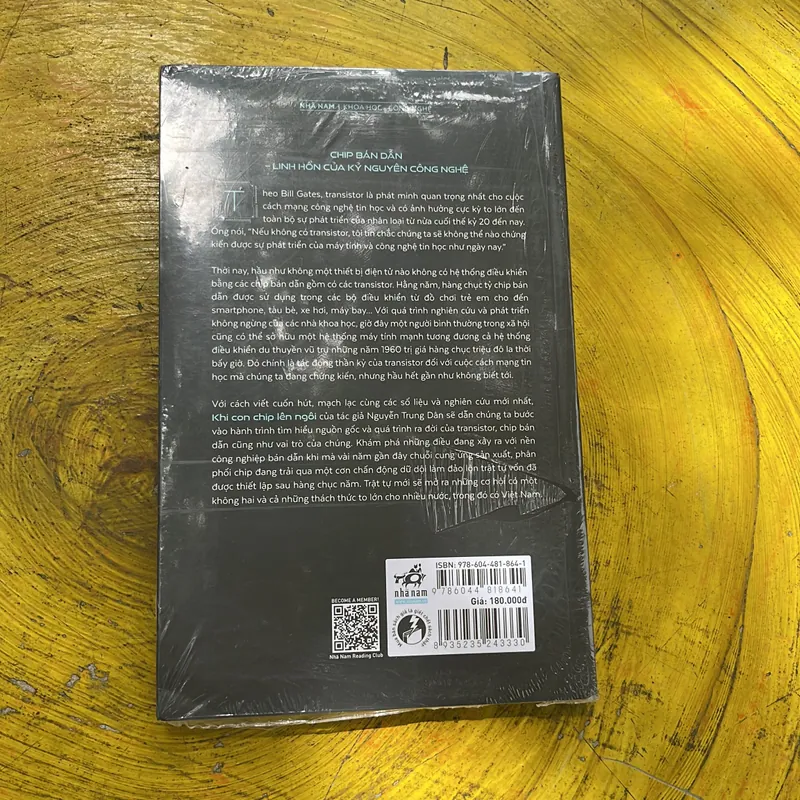 NHÃ NAM | KHOA HỌC - CÔNG NGHỆ
CHIP BÁN DẪN
– LINH HỒN CỦA KỶ NGUYÊN CÔNG NGHỆ
Theo Bill Gates, transistor là phát minh quan trọng nhất cho cuộc
cách mạng công nghệ tin học và có ảnh hưởng cực kỳ to lớn đến
toàn bộ sự phát triển của nhân loại từ nửa cuối thế kỷ 20 đến nay.
Ông nói, "Nếu không có transistor, tôi tin chắc chúng ta sẽ không thể nào chứng
kiến được sự phát triển của máy tính và công nghệ tin học như ngày nay."
Thời nay, hầu như không một thiết bị điện tử nào không có hệ thống điều khiển
bằng các chip bán dẫn gồm có các transistor. Hằng năm, hàng chục tỷ chip bán
dẫn được sử dụng trong các bộ điều khiển từ đồ chơi trẻ em cho đến
smartphone, tàu bè, xe hơi, máy bay... Với quá trình nghiên cứu và phát triển
không ngừng của các nhà khoa học, giờ đây một người bình thường trong xã hội
cũng có thể sở hữu một hệ thống máy tính mạnh tương đương cả hệ thống
điều khiển du thuyền vũ trụ những năm 1960 trị giá hàng chục triệu đô la thời
bấy giờ. Đó chính là tác động thần kỳ của transistor đối với cuộc cách mạng tin
học mà chúng ta đang chứng kiến, nhưng hầu hết gần như không biết tới.
Với cách viết cuốn hút, mạch lạc cùng các số liệu và nghiên cứu mới nhất,
Khi con chip lên ngôi của tác giả Nguyễn Trung Dân sẽ dẫn chúng ta bước
vào hành trình tìm hiểu nguồn gốc và quá trình ra đời của transistor, chip bán
dẫn cũng như vai trò của chúng. Khám phá những điều đang xảy ra với nền
công nghiệp bán dẫn khi mà vài năm gần đây chuỗi cung ứng sản xuất, phân
phối chip đang trải qua một cơn chấn động dữ dội làm đảo lộn trật tự vốn đã
được thiết lập sau hàng chục năm. Trật tự mới sẽ mở ra những cơ hội có một
không hai và cả những thách thức to lớn cho nhiều nước, trong đó có Việt Nam.
BECOME A MEMBER!
Nhã Nam Reading Club
nhã nam
ISBN: 978-604-481-864-1
9 786044 818641
Giá: 180.000đ
8 935235 243330